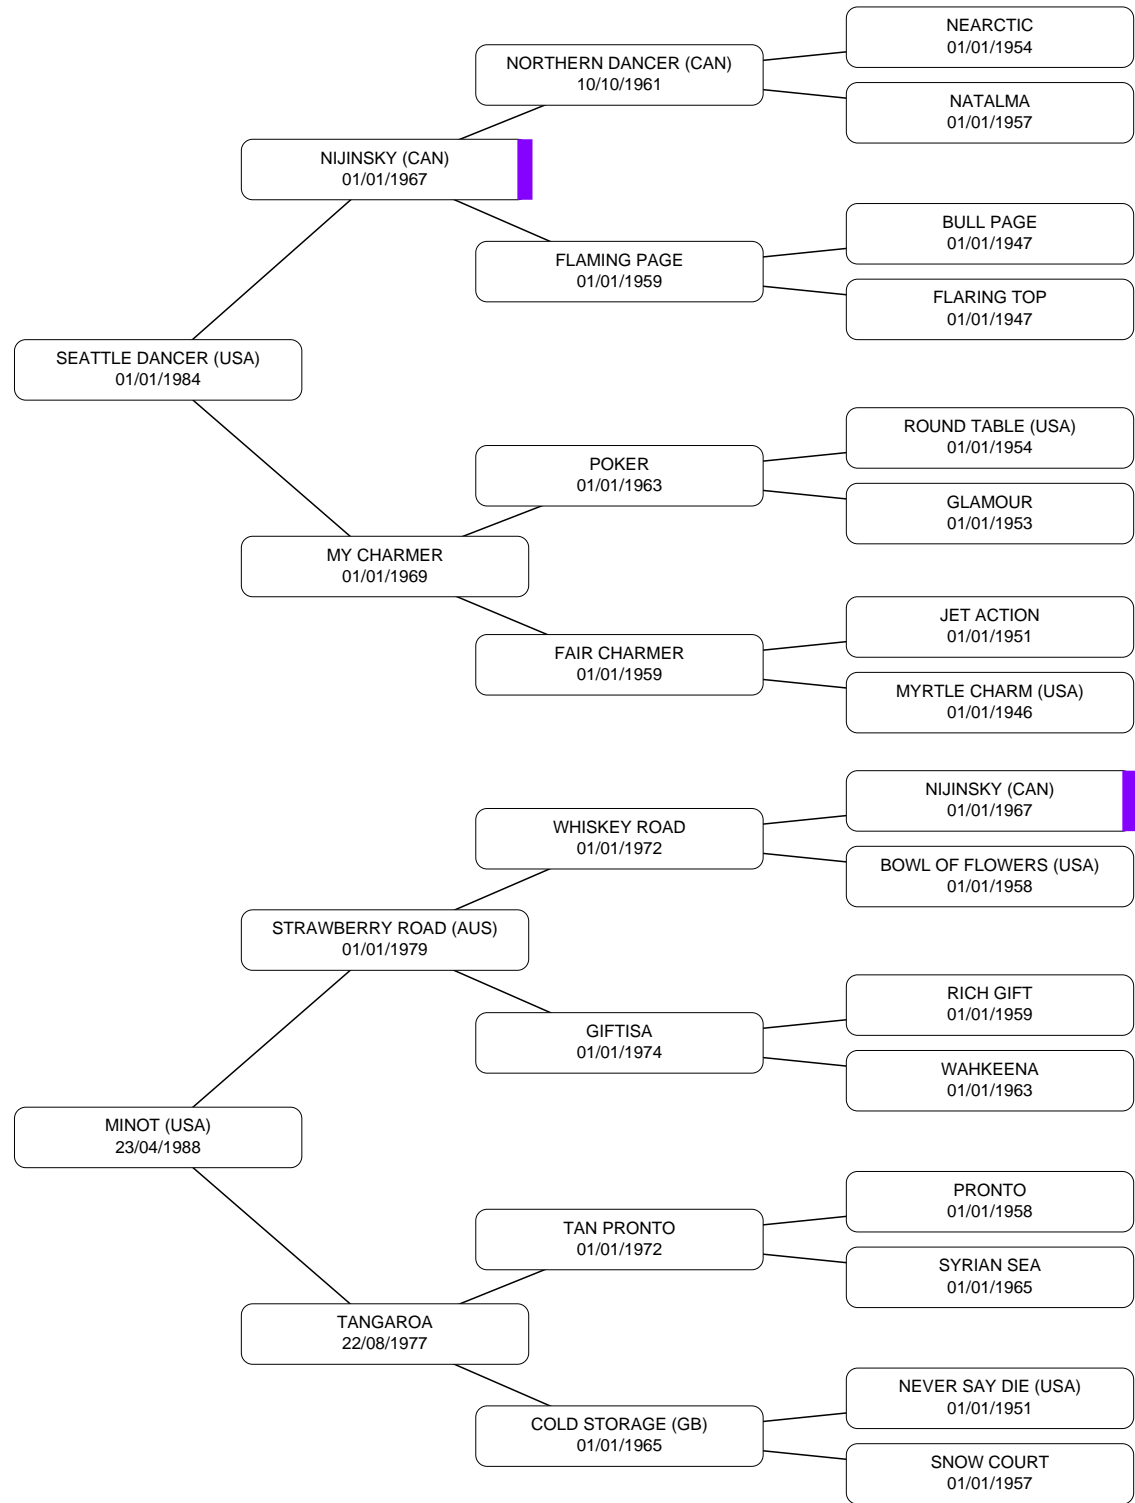 NEARCTIC
01/01/1954
NORTHERN DANCER (CAN)
10/10/1961
NATALMA
01/01/1957
NIJINSKY (CAN)
01/01/1967
BULL PAGE
01/01/1947
FLAMING PAGE
01/01/1959
FLARING TOP
01/01/1947
SEATTLE DANCER (USA)
01/01/1984
ROUND TABLE (USA)
01/01/1954
POKER
01/01/1963
GLAMOUR
01/01/1953
MY CHARMER
01/01/1969
JET ACTION
01/01/1951
FAIR CHARMER
01/01/1959
MYRTLE CHARM (USA)
01/01/1946
NIJINSKY (CAN)
01/01/1967
WHISKEY ROAD
01/01/1972
BOWL OF FLOWERS (USA)
01/01/1958
STRAWBERRY ROAD (AUS)
01/01/1979
RICH GIFT
01/01/1959
GIFTISA
01/01/1974
WAHKEENA
01/01/1963
MINOT (USA)
23/04/1988
PRONTO
01/01/1958
TAN PRONTO
01/01/1972
SYRIAN SEA
01/01/1965
TANGAROA
22/08/1977
NEVER SAY DIE (USA)
01/01/1951
COLD STORAGE (GB)
01/01/1965
SNOW COURT
01/01/1957